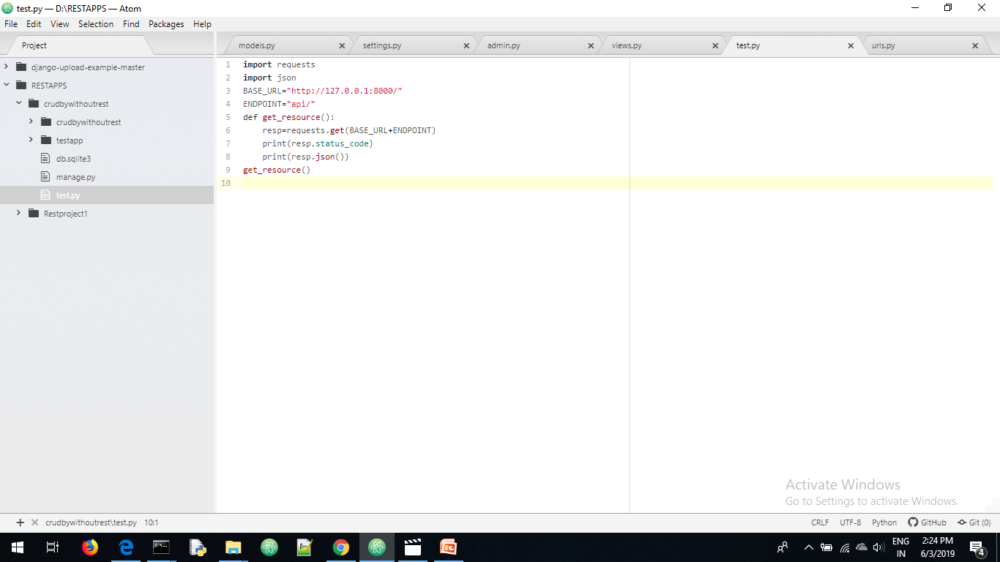 test.py — D:\RESTAPPS — Atom
File Edit View Selection Find Packages Help
Project
models.py settings.py admin.py views.py test.py urls.py
django-upload-example-master
RESTAPPS
crudbywithoutrest
crudbywithoutrest
testapp
db.sqlite3
manage.py
test.py
Restproject1
1 import requests
2 import json
3 BASE_URL="http://127.0.0.1:8000/"
4 ENDPOINT="api/"
5 def get_resource():
6     resp=requests.get(BASE_URL+ENDPOINT)
7     print(resp.status_code)
8     print(resp.json())
9 get_resource()
10
Activate Windows
Go to Settings to activate Windows.
crudbywithoutrest\test.py 10:1 CRLF UTF-8 Python GitHub Git (0)
ENG 2:24 PM
IN 6/3/2019 4